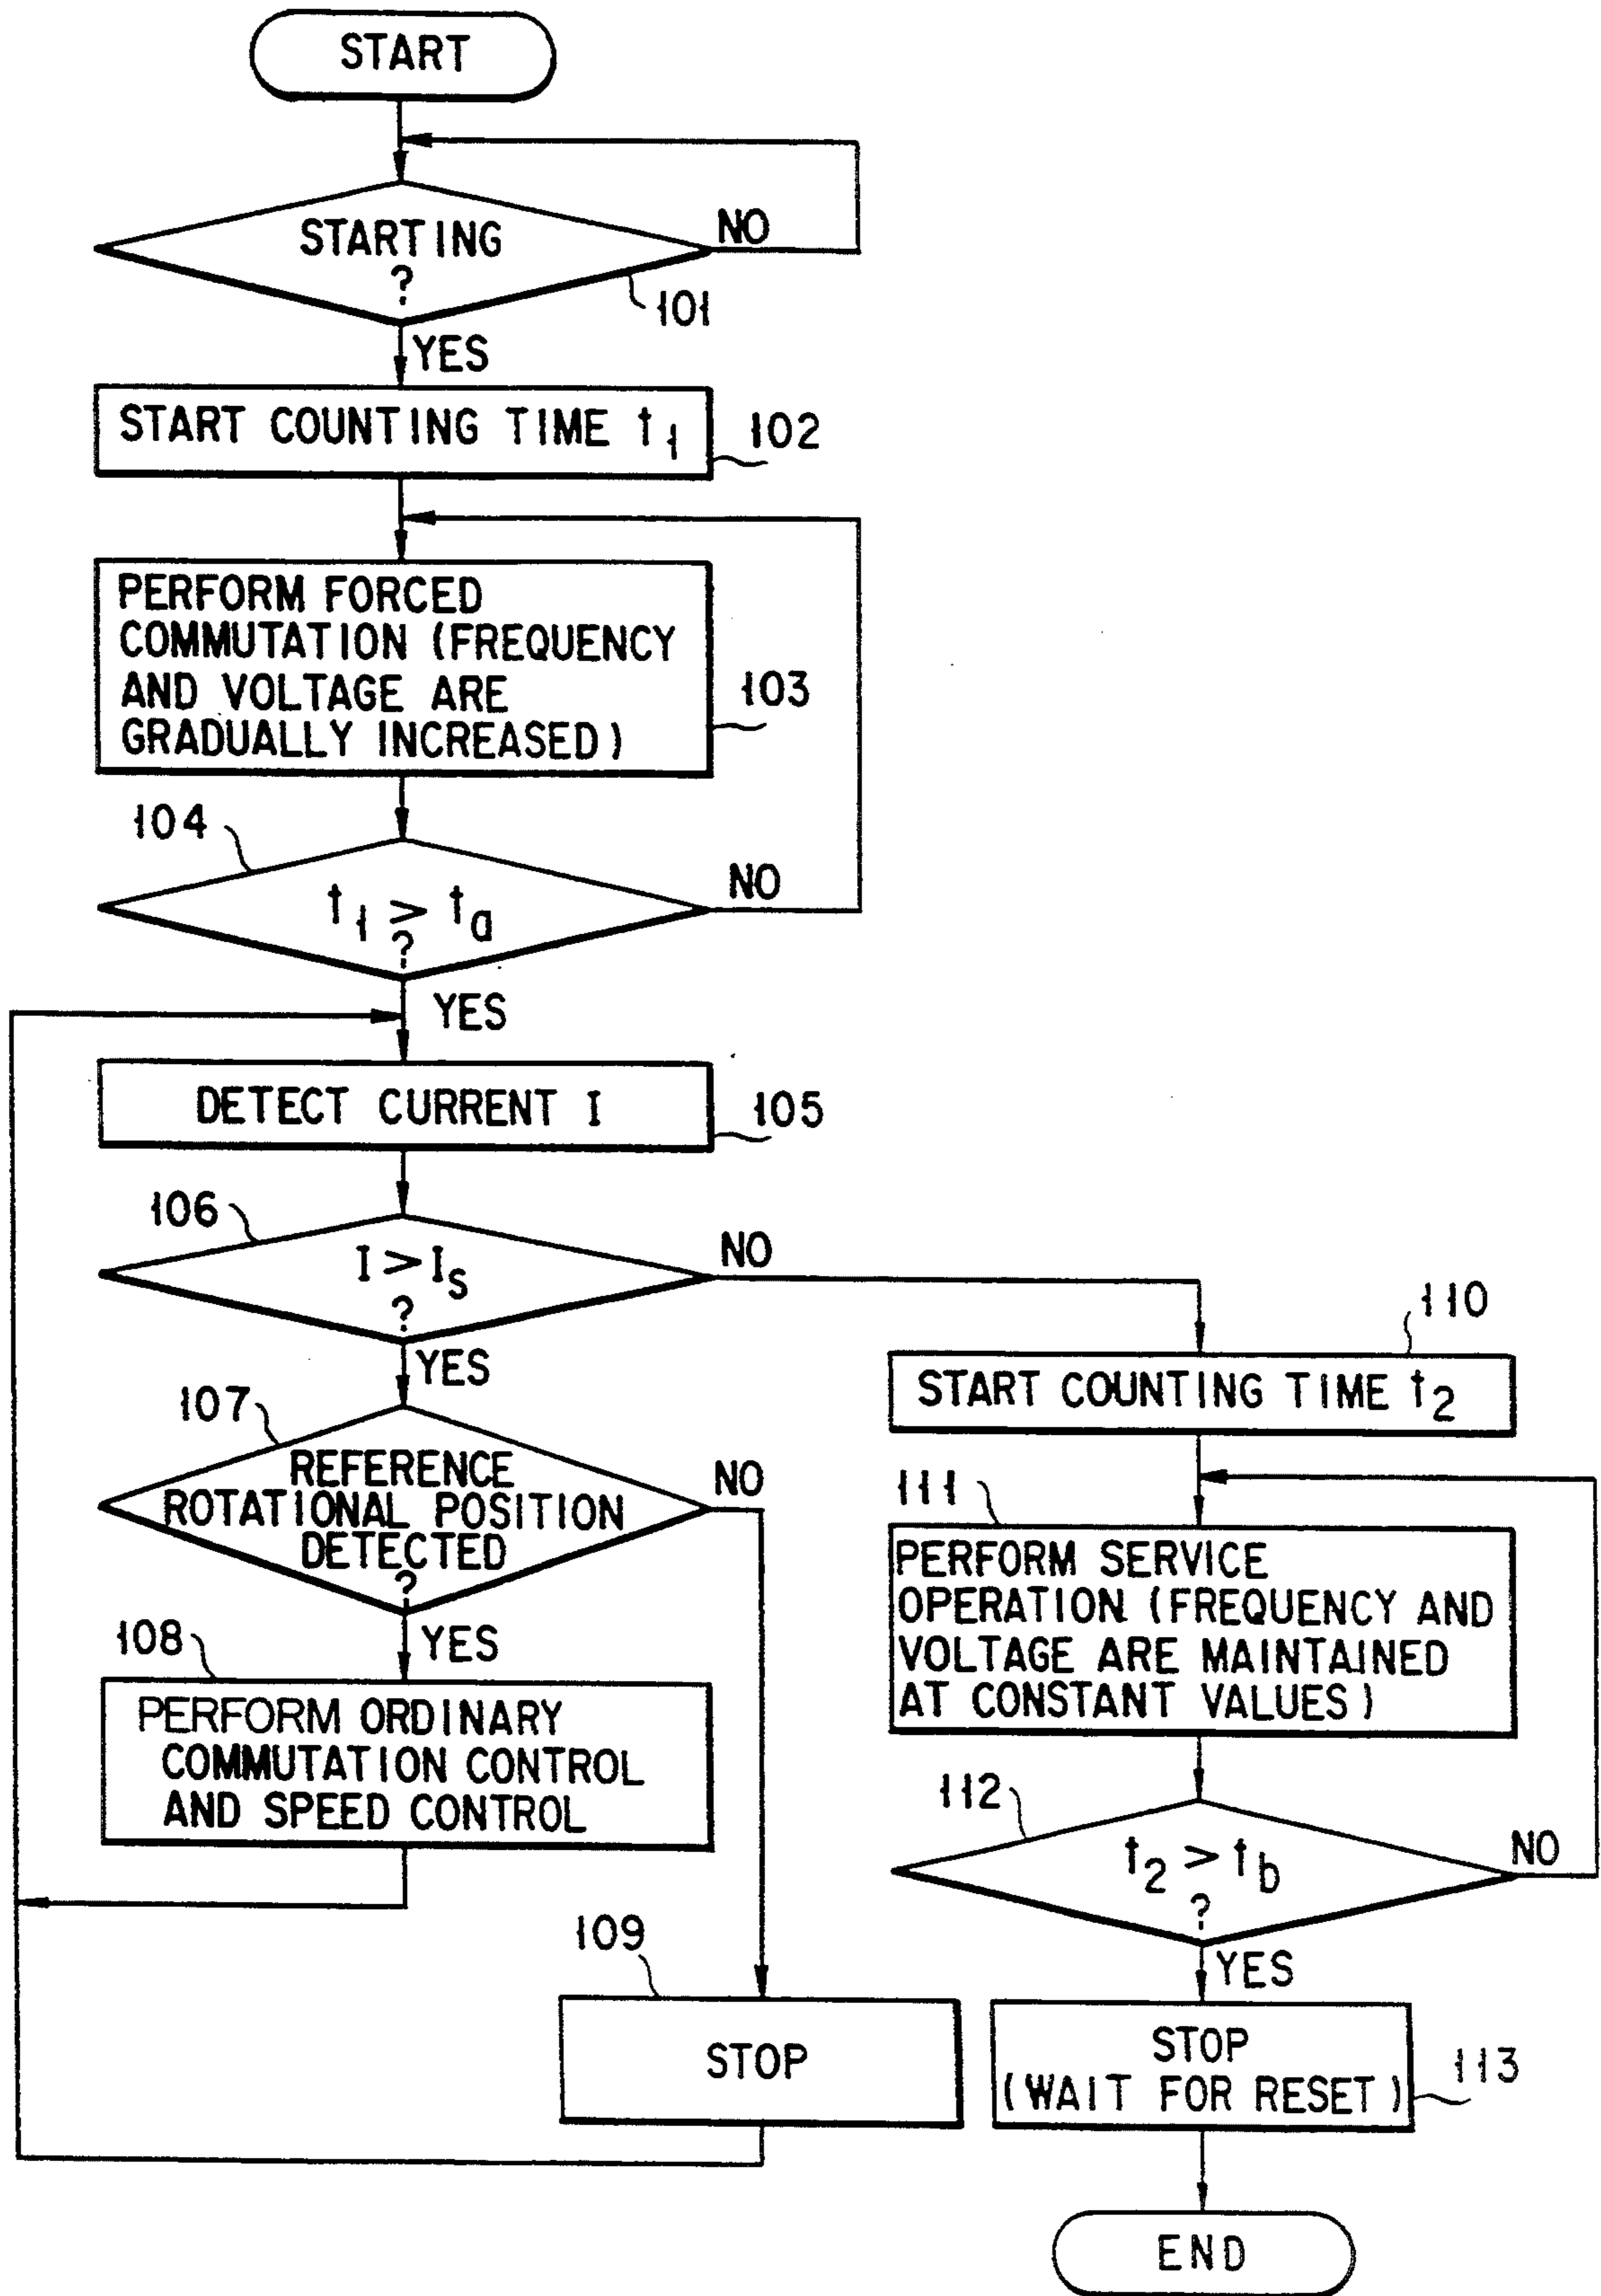 START
STARTING
?
NO
101
YES
START COUNTING TIME t1
102
PERFORM FORCED
COMMUTATION (FREQUENCY
AND VOLTAGE ARE
GRADUALLY INCREASED)
103
104
t1 > ta
?
NO
YES
DETECT CURRENT I
105
106
I > IS
?
NO
YES
107
REFERENCE
ROTATIONAL POSITION
DETECTED
?
NO
YES
108
PERFORM ORDINARY
COMMUTATION CONTROL
AND SPEED CONTROL
109
STOP
110
START COUNTING TIME t2
111
PERFORM SERVICE
OPERATION (FREQUENCY AND
VOLTAGE ARE MAINTAINED
AT CONSTANT VALUES)
112
t2 > tb
?
NO
YES
STOP
(WAIT FOR RESET)
113
END